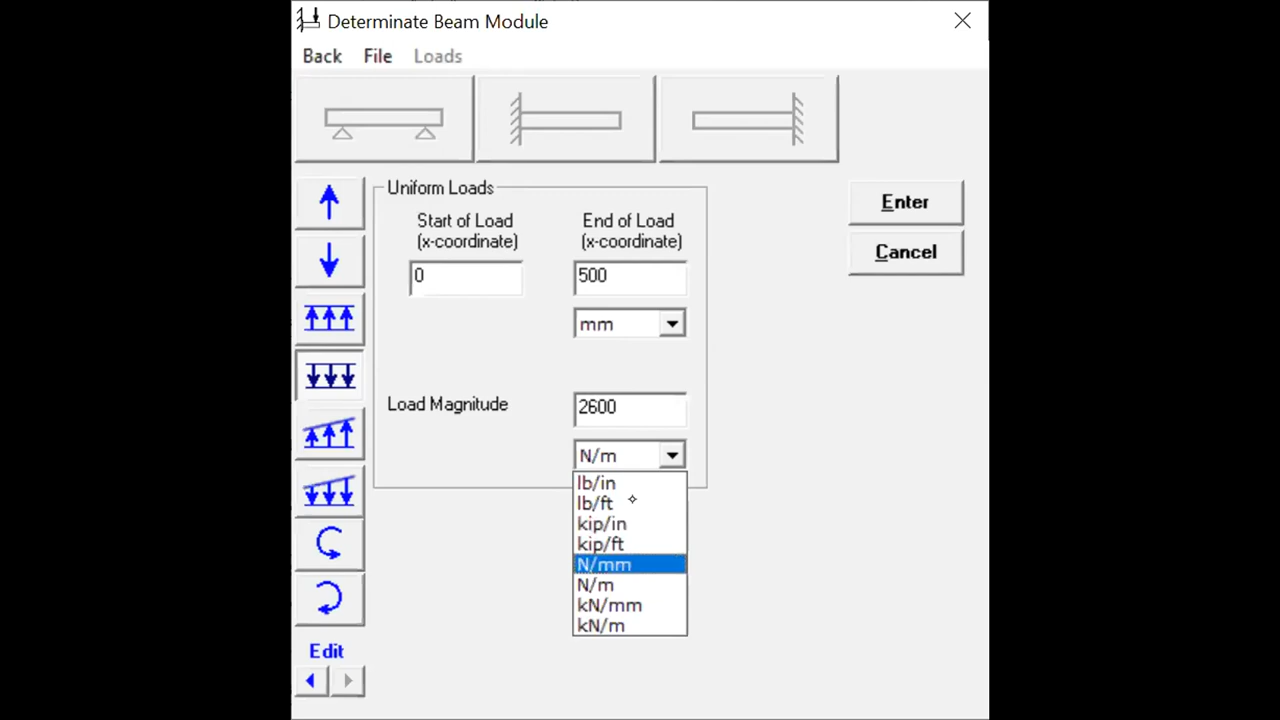 Determinate Beam Module
Back File Loads
Uniform Loads
Start of Load
(x-coordinate)
End of Load
(x-coordinate)
0
500
mm
Load Magnitude
2600
N/m
lb/in
lb/ft
kip/in
kip/ft
N/mm
N/m
kN/mm
kN/m
Enter
Cancel
Edit